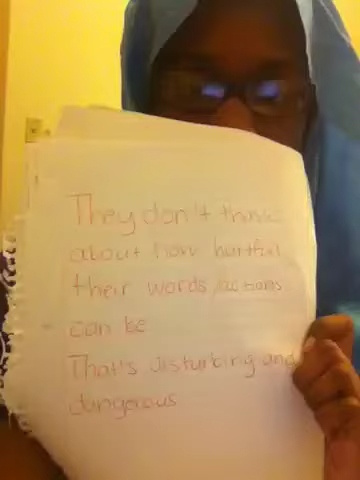 They don't think
about how hurtful
their words/actions
can be
That's disturbing and
dangerous